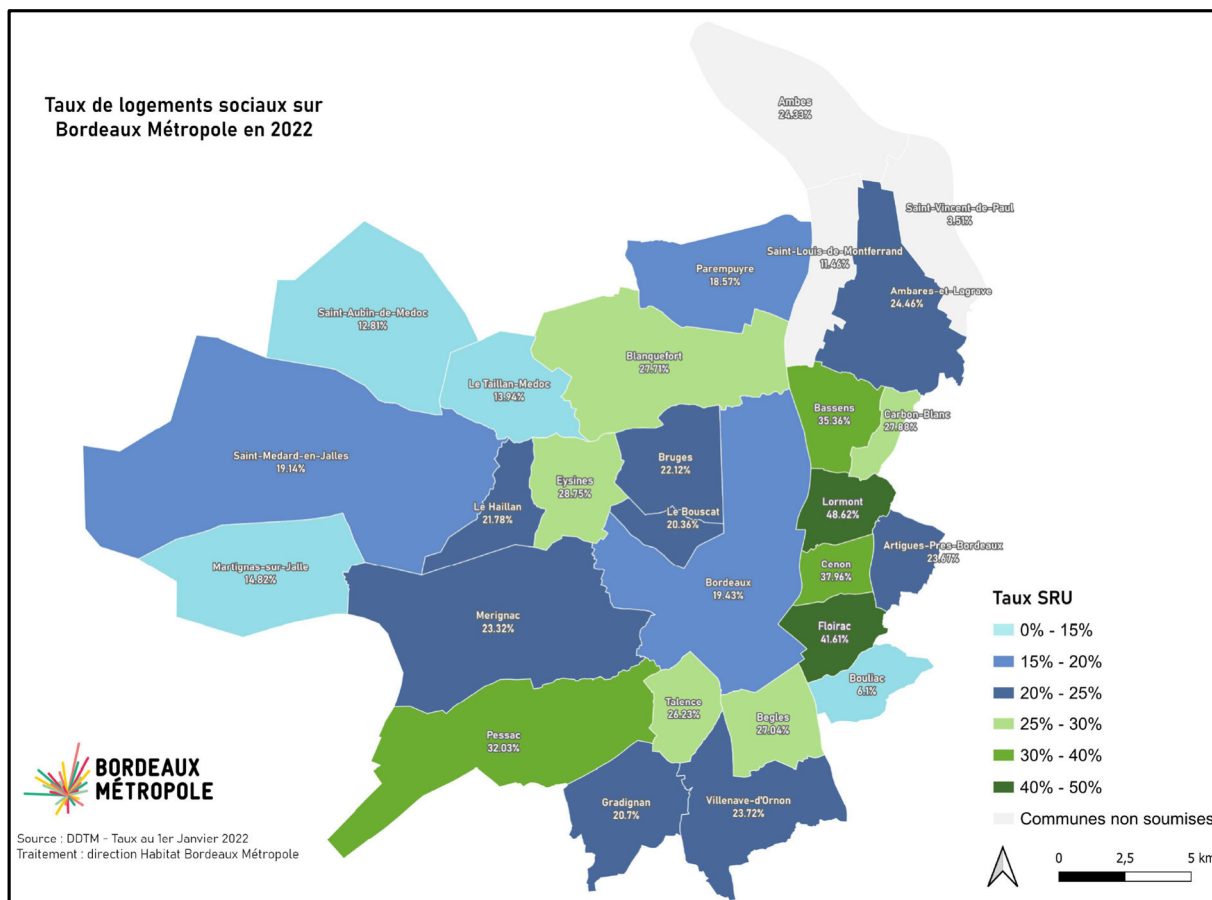 Taux de logements sociaux sur
Bordeaux Métropole en 2022
Ambes
24.33%
Saint-Vincent-de-Paul
3.51%
Saint-Louis-de-Montferrand
11.46%
Parempuyre
18.57%
Ambares-et-Lagrave
24.46%
Saint-Aubin-de-Medoc
12.81%
Blanquefort
27.71%
Le Taillan-Medoc
13.94%
Bassens
35.36%
Carbon-Blanc
27.88%
Saint-Medard-en-Jalles
19.14%
Bruges
22.12%
Eysines
28.75%
Le Haillan
21.78%
Le Bouscat
20.36%
Lormont
48.62%
Artigues-Pres-Bordeaux
23.67%
Martignas-sur-Jalle
14.82%
Cenon
37.96%
Bordeaux
19.43%
Merignac
23.32%
Floirac
41.61%
Bouliac
6.1%
Talence
26.23%
Begles
27.04%
Pessac
32.03%
Gradignan
20.7%
Villenave-d'Ornon
23.72%
Taux SRU
0% - 15%
15% - 20%
20% - 25%
25% - 30%
30% - 40%
40% - 50%
Communes non soumises
0 2,5 5 km
BORDEAUX
MÉTROPOLE
Source : DDTM - Taux au 1er Janvier 2022
Traitement : direction Habitat Bordeaux Métropole